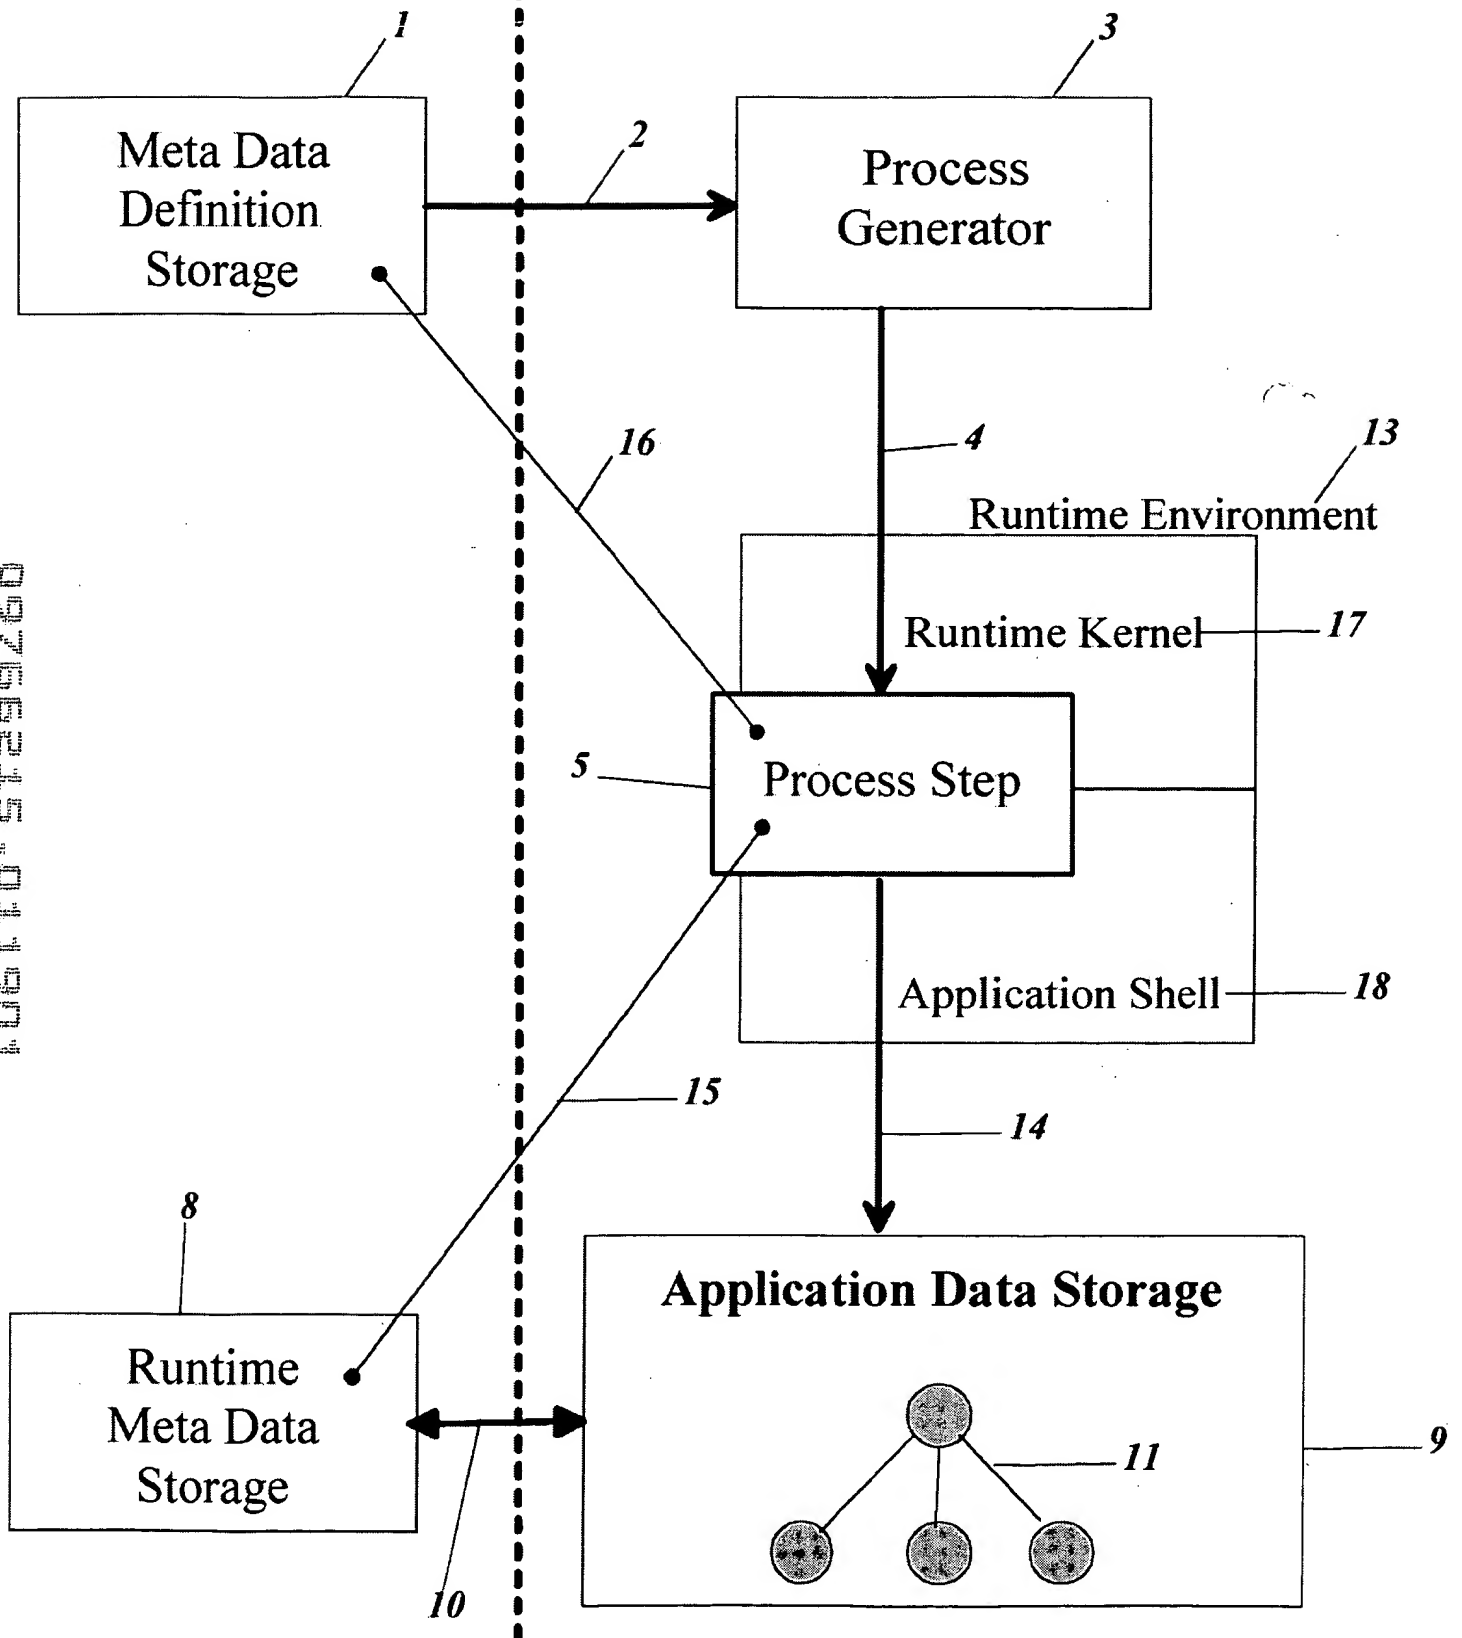 1
3
2
Meta Data
Definition
Storage
Process
Generator
16
4
13
Runtime Environment
Runtime Kernel
17
5
Process Step
Application Shell
18
15
14
8
Application Data Storage
Runtime
Meta Data
Storage
11
9
10